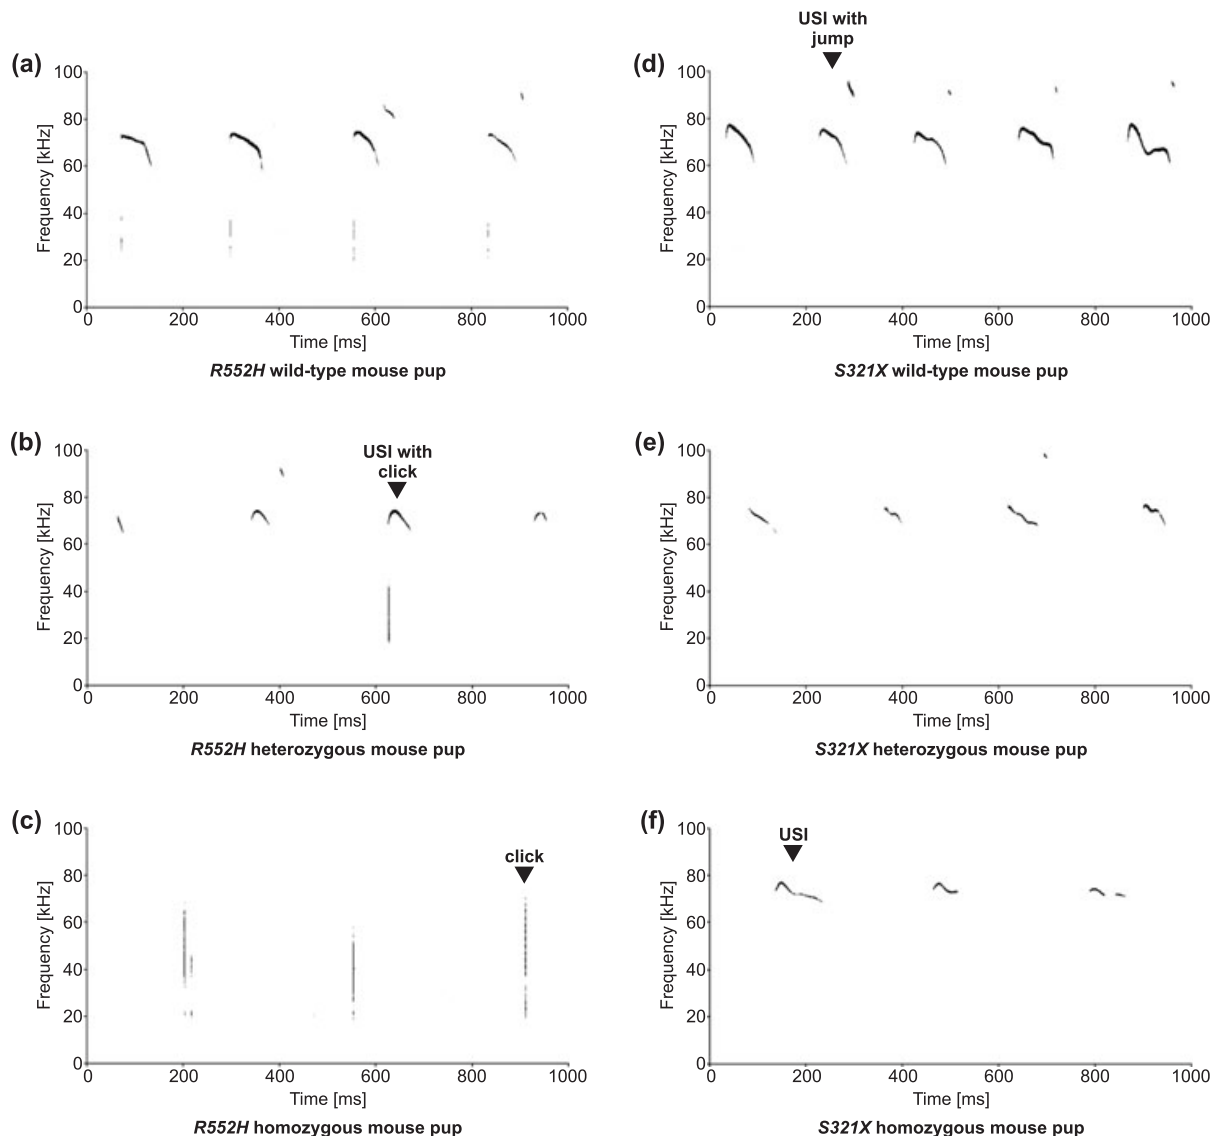 (a)
100
80
60
40
20
0
Frequency [kHz]
0 200 400 600 800 1000
Time [ms]
R552H wild-type mouse pup
USI with
jump
(d)
100
80
60
40
20
0
Frequency [kHz]
0 200 400 600 800 1000
Time [ms]
S321X wild-type mouse pup
(b)
USI with
click
100
80
60
40
20
0
Frequency [kHz]
0 200 400 600 800 1000
Time [ms]
R552H heterozygous mouse pup
(e)
100
80
60
40
20
0
Frequency [kHz]
0 200 400 600 800 1000
Time [ms]
S321X heterozygous mouse pup
(c)
click
100
80
60
40
20
0
Frequency [kHz]
0 200 400 600 800 1000
Time [ms]
R552H homozygous mouse pup
(f)
USI
100
80
60
40
20
0
Frequency [kHz]
0 200 400 600 800 1000
Time [ms]
S321X homozygous mouse pup